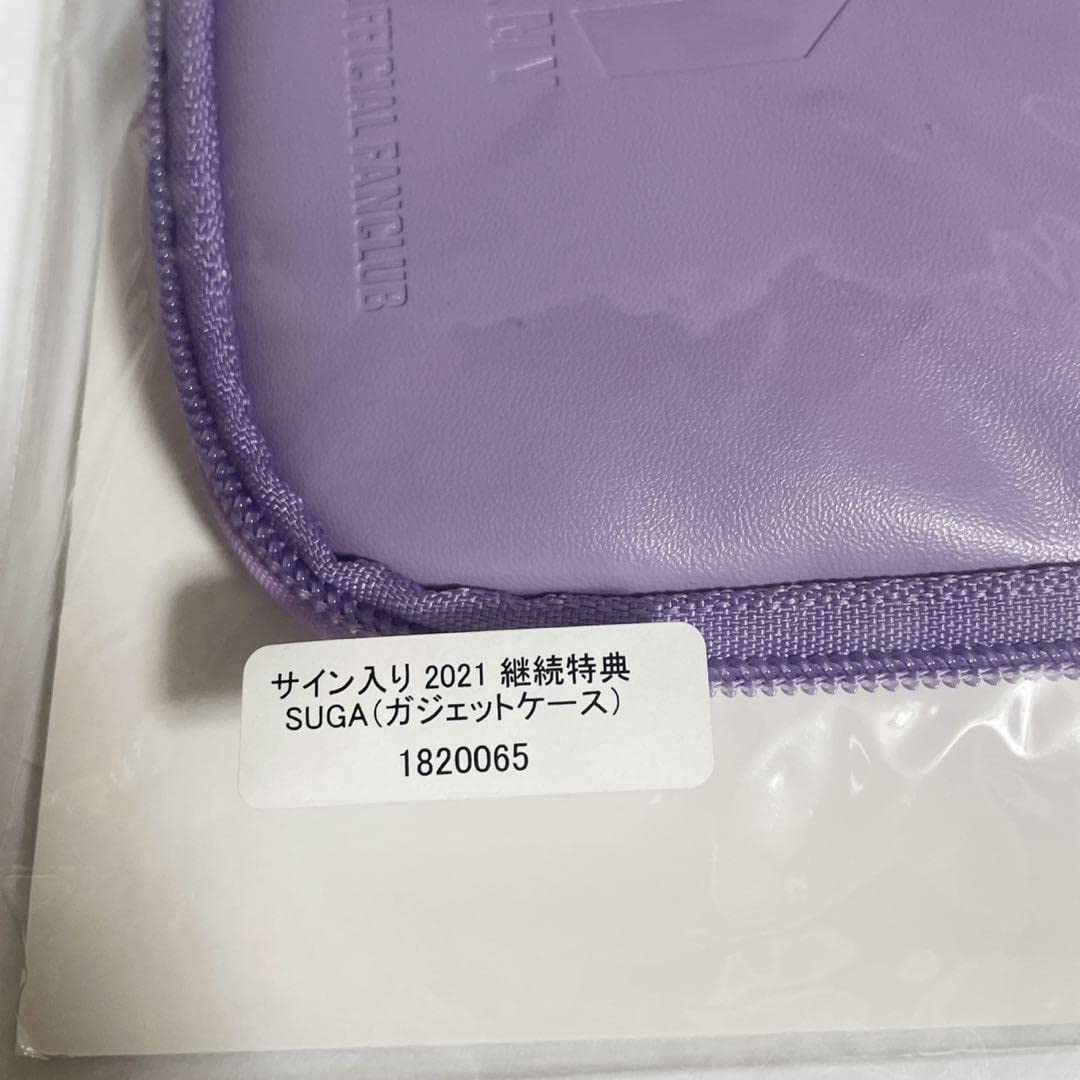 FANCLUB
サイン入り 2021 継続特典
SUGA(ガジェットケース)
1820065